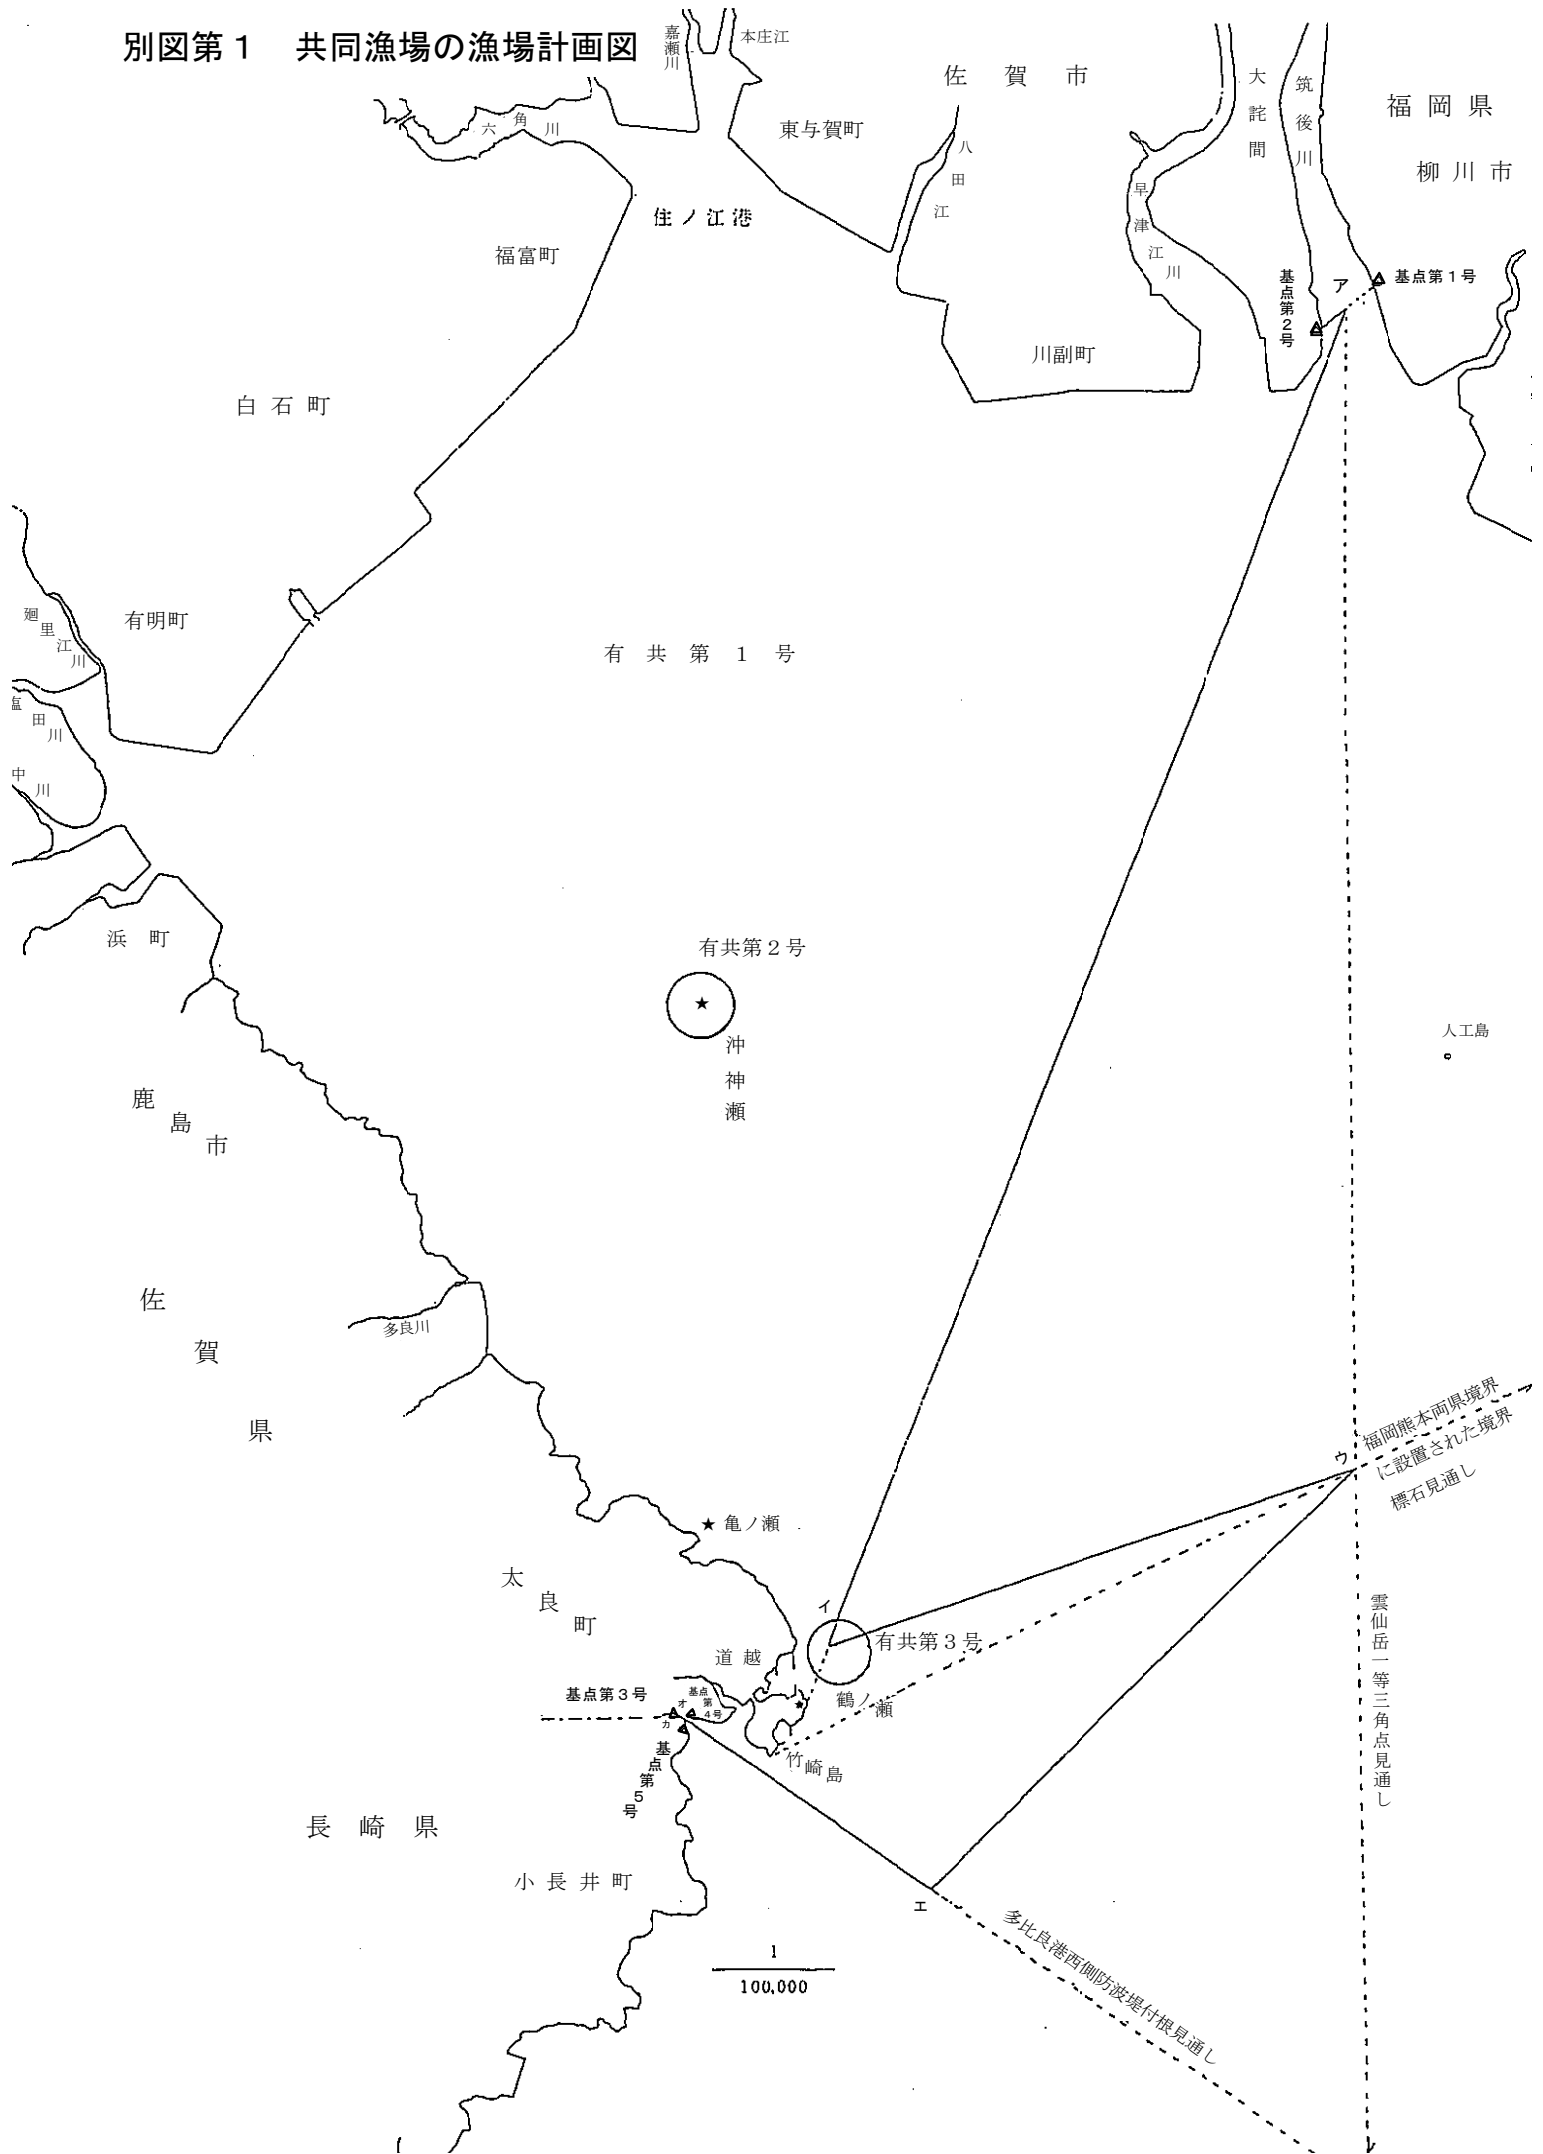 別図第１　共同漁場の漁場計画図
嘉瀬川
本庄江
佐賀市
大詫間
筑後川
福岡県
六角川
東与賀町
八田江
柳川市
早津江川
住ノ江港
福富町
基点第２号
ア
基点第１号
川副町
白石町
廻里江川
有明町
有共第１号
塩田川
中川
浜町
有共第２号
★
沖神瀬
人工島
鹿島市
佐賀県
多良川
福岡熊本両県境界
に設置された境界
標石見通し
ウ
★亀ノ瀬
太良町
イ
有共第３号
道越
鶴ノ瀬
雲仙岳一等三角点見通し
基点第３号
オ
基点第４号
カ
基点第５号
竹崎島
長崎県
小長井町
エ
多比良港西側防波堤付根見通し
1
100,000